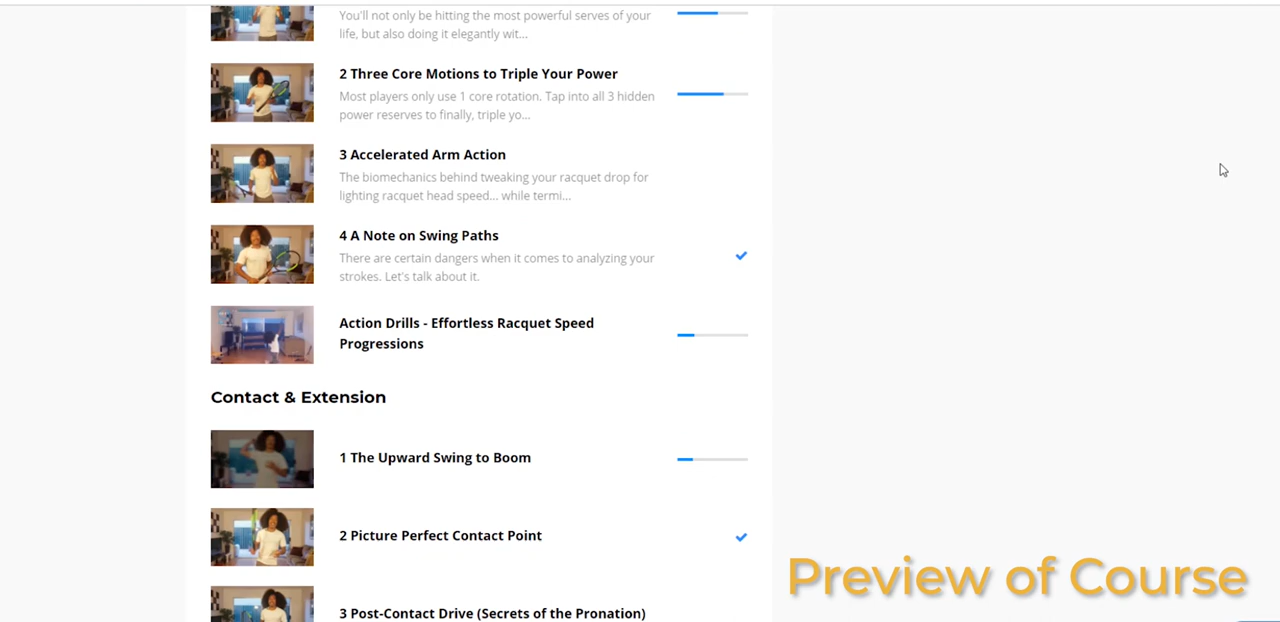 You'll not only be hitting the most powerful serves of your
life, but also doing it elegantly wit...
2 Three Core Motions to Triple Your Power
Most players only use 1 core rotation. Tap into all 3 hidden
power reserves to finally, triple yo...
3 Accelerated Arm Action
The biomechanics behind tweaking your racquet drop for
lighting racquet head speed... while termi...
4 A Note on Swing Paths
There are certain dangers when it comes to analyzing your
strokes. Let's talk about it.
Action Drills - Effortless Racquet Speed
Progressions
Contact & Extension
1 The Upward Swing to Boom
2 Picture Perfect Contact Point
3 Post-Contact Drive (Secrets of the Pronation)
Preview of Course